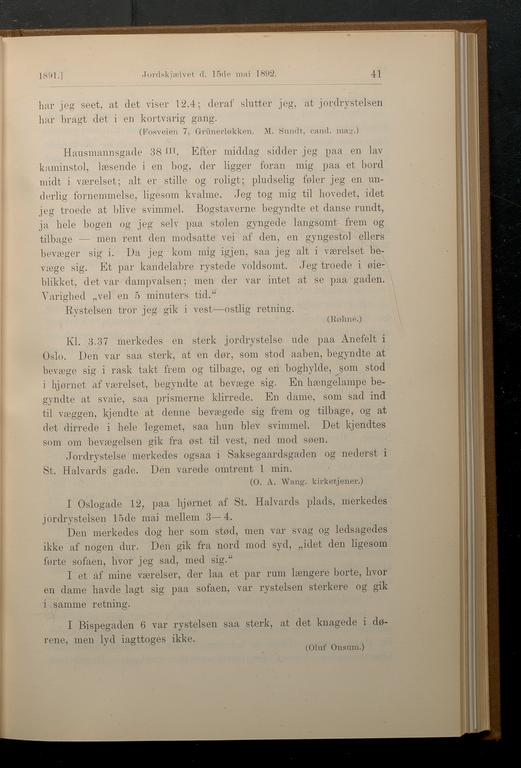 1891.] Jordskjælvet d. 15de mai 1892. 41
har jeg seet, at det viser 12.4; deraf slutter jeg, at jordrystelsen
har bragt det i en kortvarig gang.
(Fosveien 7, Grünerløkken. M. Sundt, cand. mag.)
Hausmannsgade 38 III. Efter middag sidder jeg paa en lav
kaminstol, læsende i en bog, der ligger foran mig paa et bord
midt i værelset; alt er stille og roligt; pludselig føler jeg en un-
derlig fornemmelse, ligesom kvalme. Jeg tog mig til hovedet, idet
jeg troede at blive svimmel. Bogstaverne begyndte et danse rundt,
ja hele bogen og jeg selv paa stolen gyngede langsomt frem og
tilbage — men rent den modsatte vei af den, en gyngestol ellers
bevæger sig i. Da jeg kom mig igjen, saa jeg alt i værelset be-
væge sig. Et par kandelabre rystede voldsomt. Jeg troede i øie-
blikket, det var dampvalsen; men der var intet at se paa gaden.
Varighed „vel en 5 minuters tid.“
Rystelsen tror jeg gik i vest—ostlig retning.
(Røhne.)
Kl. 3.37 merkedes en sterk jordrystelse ude paa Anefelt i
Oslo. Den var saa sterk, at en dør, som stod aaben, begyndte at
bevæge sig i rask takt frem og tilbage, og en boghylde, som stod
i hjørnet af værelset, begyndte at bevæge sig. En hængelampe be-
gyndte at svaie, saa prismerne klirrede. En dame, som sad ind
til væggen, kjendte at denne bevægede sig frem og tilbage, og at
det dirrede i hele legemet, saa hun blev svimmel. Det kjendtes
som om bevægelsen gik fra øst til vest, ned mod søen.
Jordrystelse merkedes ogsaa i Saksegaardsgaden og nederst i
St. Halvards gade. Den varede omtrent 1 min.
(O. A. Wang. kirketjener.)
I Oslogade 12, paa hjørnet af St. Halvards plads, merkedes
jordrystelsen 15de mai mellem 3—4.
Den merkedes dog her som stød, men var svag og ledsagedes
ikke af nogen dur. Den gik fra nord mod syd, „idet den ligesom
førte sofaen, hvor jeg sad, med sig.“
I et af mine værelser, der laa et par rum længere borte, hvor
en dame havde lagt sig paa sofaen, var rystelsen sterkere og gik
i samme retning.
I Bispegaden 6 var rystelsen saa sterk, at det knagede i dø-
rene, men lyd iagttoges ikke.
(Oluf Onsum.)